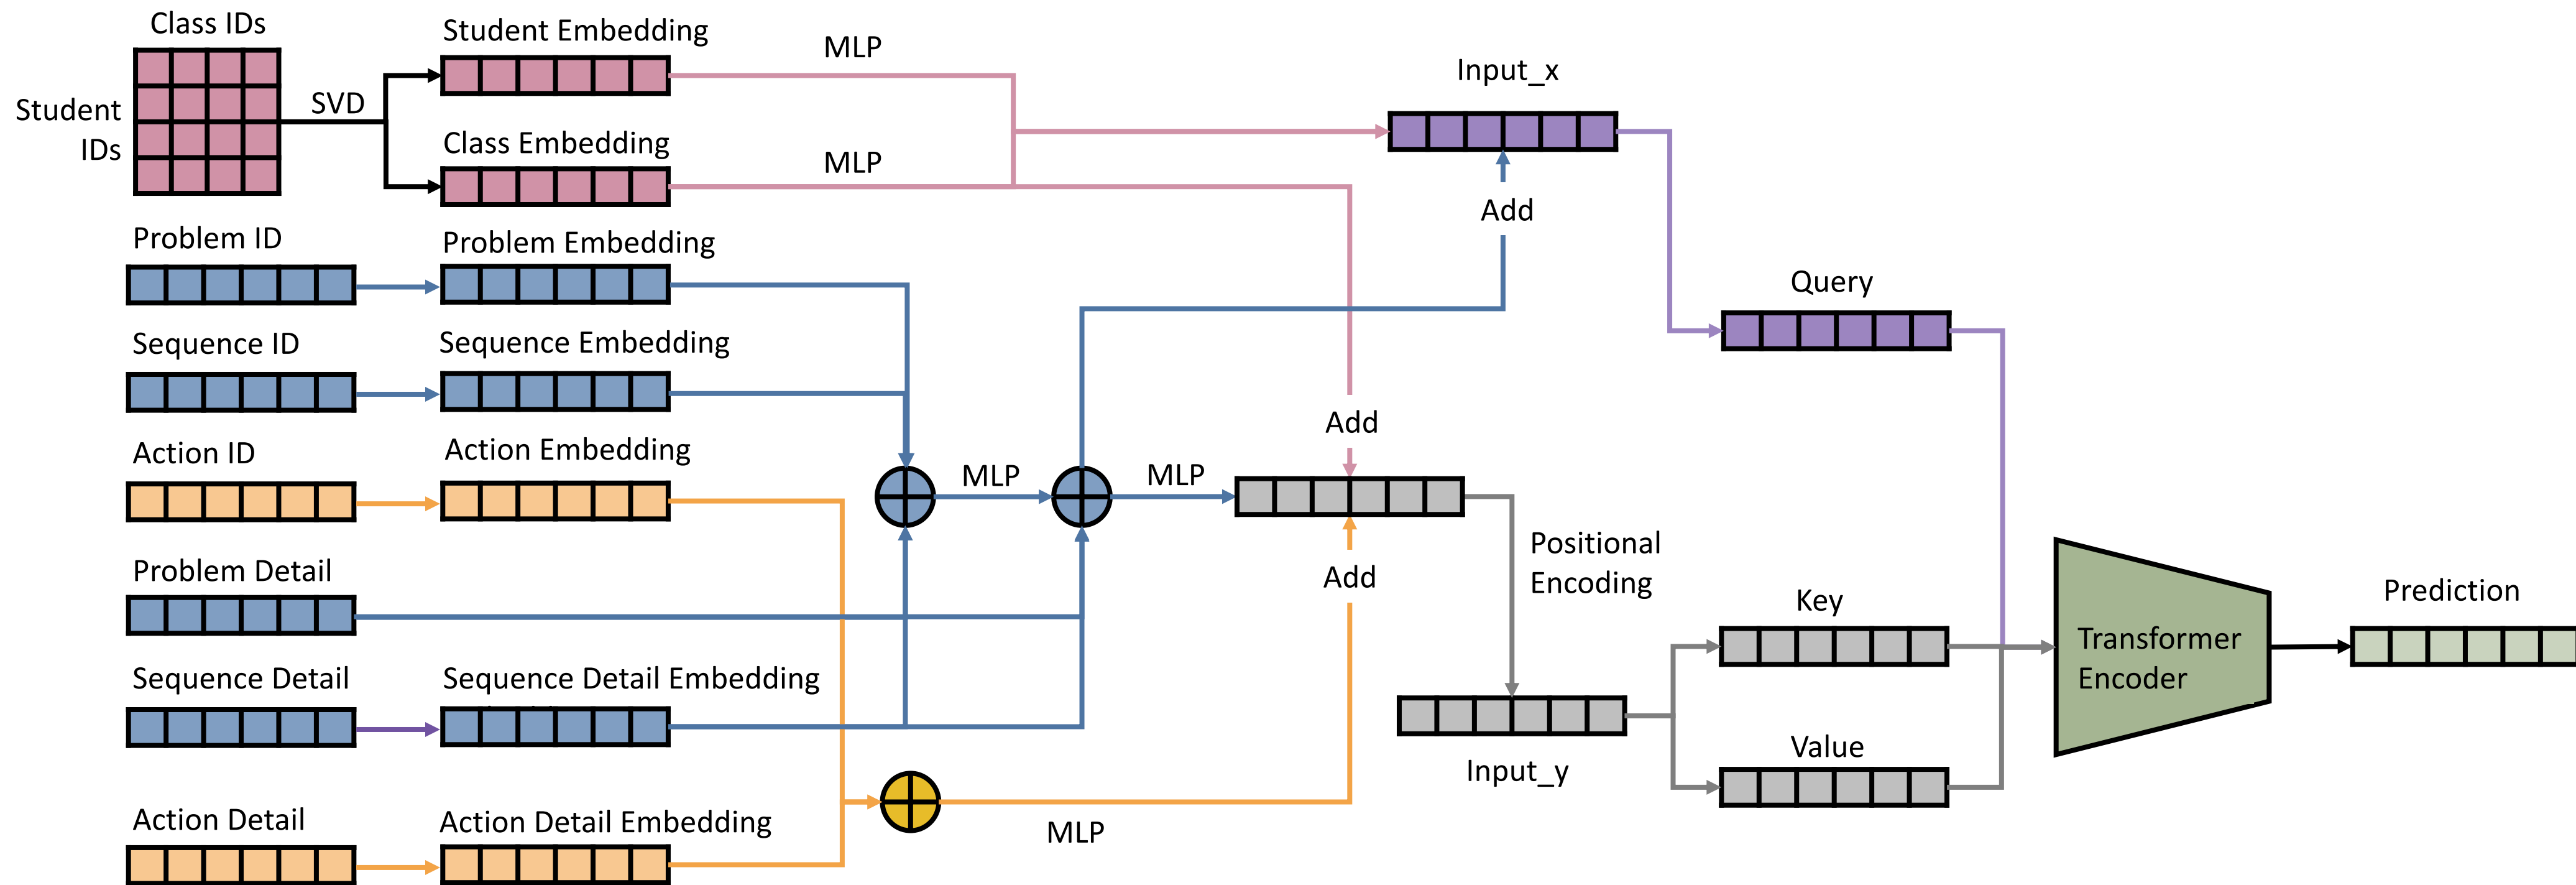 Class IDs
Student
IDs
SVD
Student Embedding
MLP
Class Embedding
MLP
Input_x
Add
Problem ID
Problem Embedding
Query
Sequence ID
Sequence Embedding
Action ID
Action Embedding
MLP
MLP
Add
Add
Positional
Encoding
Problem Detail
Key
Transformer
Encoder
Prediction
Sequence Detail
Sequence Detail Embedding
Value
Input_y
Action Detail
Action Detail Embedding
MLP